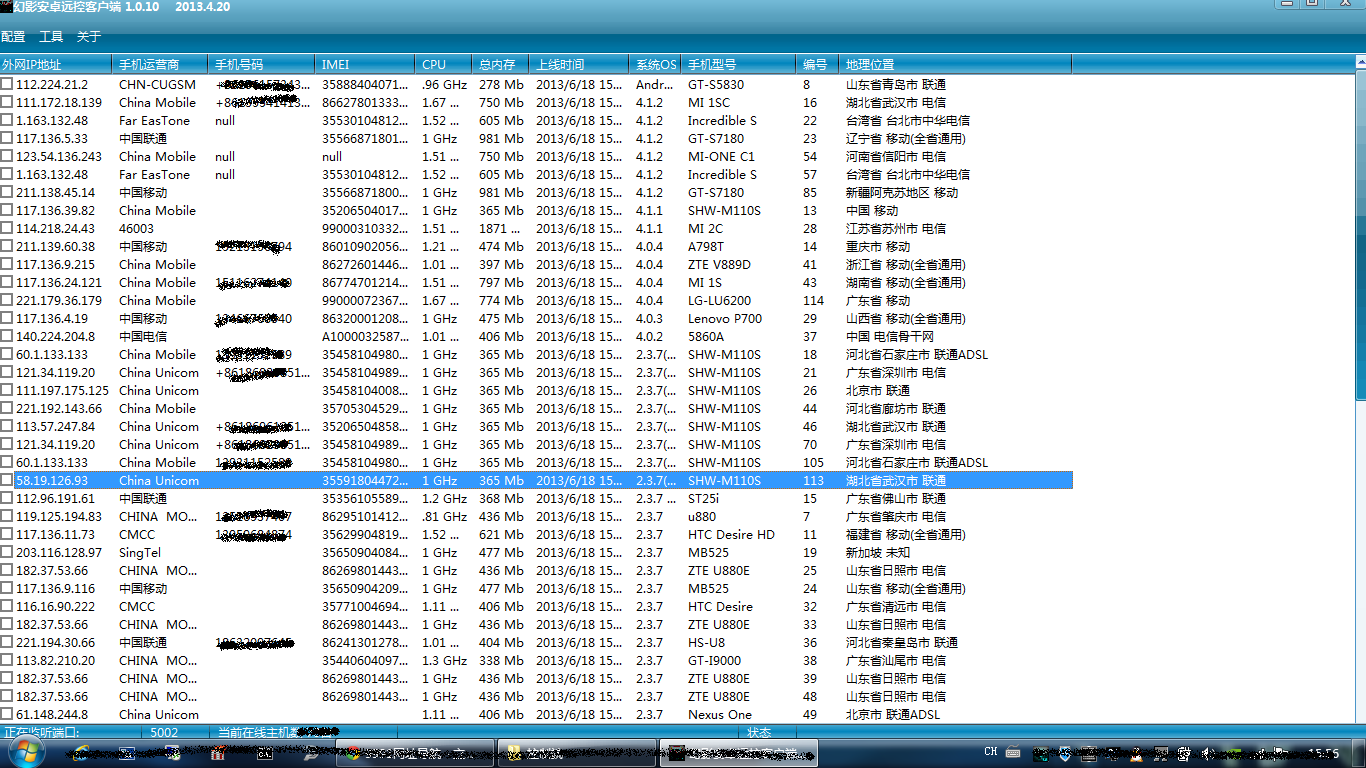 幻影安卓远控客户端 1.0.10 2013.4.20
配置 工具 关于
外网IP地址 手机运营商 手机号码 IMEI CPU 总内存 上线时间 系统OS 手机型号 编号 地理位置
112.224.21.2 CHN-CUGSM 35888404071... .96 GHz 278 Mb 2013/6/18 15... Andr... GT-S5830 8 山东省青岛市 联通
111.172.18.139 China Mobile 86627801333... 1.67 ... 750 Mb 2013/6/18 15... 4.1.2 MI 1SC 16 湖北省武汉市 电信
1.163.132.48 Far EasTone null 35530104812... 1.52 ... 605 Mb 2013/6/18 15... 4.1.2 Incredible S 22 台湾省 台北市中华电信
117.136.5.33 中国联通 35566871801... 1 GHz 981 Mb 2013/6/18 15... 4.1.2 GT-S7180 23 辽宁省 移动(全省通用)
123.54.136.243 China Mobile null null 1.51 ... 750 Mb 2013/6/18 15... 4.1.2 MI-ONE C1 54 河南省信阳市 电信
1.163.132.48 Far EasTone null 35530104812... 1.52 ... 605 Mb 2013/6/18 15... 4.1.2 Incredible S 57 台湾省 台北市中华电信
211.138.45.14 中国移动 35566871800... 1 GHz 981 Mb 2013/6/18 15... 4.1.2 GT-S7180 85 新疆阿克苏地区 移动
117.136.39.82 China Mobile 35206504017... 1 GHz 365 Mb 2013/6/18 15... 4.1.1 SHW-M110S 13 中国 移动
114.218.24.43 46003 99000310332... 1.51 ... 1871 ... 2013/6/18 15... 4.1.1 MI 2C 28 江苏省苏州市 电信
211.139.60.38 中国移动 86010902056... 1.21 ... 474 Mb 2013/6/18 15... 4.0.4 A798T 14 重庆市 移动
117.136.9.215 China Mobile 86272601446... 1.01 ... 397 Mb 2013/6/18 15... 4.0.4 ZTE V889D 41 浙江省 移动(全省通用)
117.136.24.121 China Mobile 86774701214... 1.51 ... 797 Mb 2013/6/18 15... 4.0.4 MI 1S 43 湖南省 移动(全省通用)
221.179.36.179 China Mobile 99000072367... 1.67 ... 774 Mb 2013/6/18 15... 4.0.4 LG-LU6200 114 广东省 移动
117.136.4.19 中国移动 86320001208... 1 GHz 475 Mb 2013/6/18 15... 4.0.3 Lenovo P700 29 山西省 移动(全省通用)
140.224.204.8 中国电信 A1000032587... 1.01 ... 406 Mb 2013/6/18 15... 4.0.2 5860A 37 中国 电信骨干网
60.1.133.133 China Mobile 35458104980... 1 GHz 365 Mb 2013/6/18 15... 2.3.7(... SHW-M110S 18 河北省石家庄市 联通ADSL
121.34.119.20 China Unicom 35458104989... 1 GHz 365 Mb 2013/6/18 15... 2.3.7(... SHW-M110S 21 广东省深圳市 电信
111.197.175.125 China Unicom 35458104008... 1 GHz 365 Mb 2013/6/18 15... 2.3.7(... SHW-M110S 26 北京市 联通
221.192.143.66 China Mobile 35705304529... 1 GHz 365 Mb 2013/6/18 15... 2.3.7(... SHW-M110S 44 河北省廊坊市 联通
113.57.247.84 China Unicom 35206504858... 1 GHz 365 Mb 2013/6/18 15... 2.3.7(... SHW-M110S 46 湖北省武汉市 联通
121.34.119.20 China Unicom 35458104989... 1 GHz 365 Mb 2013/6/18 15... 2.3.7(... SHW-M110S 70 广东省深圳市 电信
60.1.133.133 China Mobile 35458104980... 1 GHz 365 Mb 2013/6/18 15... 2.3.7(... SHW-M110S 105 河北省石家庄市 联通ADSL
58.19.126.93 China Unicom 35591804472... 1 GHz 365 Mb 2013/6/18 15... 2.3.7(... SHW-M110S 113 湖北省武汉市 联通
112.96.191.61 中国联通 35356105589... 1.2 GHz 368 Mb 2013/6/18 15... 2.3.7 ... ST25i 15 广东省佛山市 联通
119.125.194.83 CHINA MO... 86295101412... .81 GHz 436 Mb 2013/6/18 15... 2.3.7 u880 7 广东省肇庆市 电信
117.136.11.73 CMCC 35629904819... 1.52 ... 621 Mb 2013/6/18 15... 2.3.7 HTC Desire HD 11 福建省 移动(全省通用)
203.116.128.97 SingTel 35650904084... 1 GHz 477 Mb 2013/6/18 15... 2.3.7 MB525 19 新加坡 未知
182.37.53.66 CHINA MO... 86269801443... 1 GHz 436 Mb 2013/6/18 15... 2.3.7 ZTE U880E 25 山东省日照市 电信
117.136.9.116 中国移动 35650904209... 1 GHz 477 Mb 2013/6/18 15... 2.3.7 MB525 24 山东省 移动(全省通用)
116.16.90.222 CMCC 35771004694... 1.11 ... 406 Mb 2013/6/18 15... 2.3.7 HTC Desire 32 广东省清远市 电信
182.37.53.66 CHINA MO... 86269801443... 1 GHz 436 Mb 2013/6/18 15... 2.3.7 ZTE U880E 33 山东省日照市 电信
221.194.30.66 中国联通 86241301278... 1.01 ... 404 Mb 2013/6/18 15... 2.3.7 HS-U8 36 河北省秦皇岛市 联通
113.82.210.20 CHINA MO... 35440604097... 1.3 GHz 338 Mb 2013/6/18 15... 2.3.7 GT-I9000 38 广东省汕尾市 电信
182.37.53.66 CHINA MO... 86269801443... 1 GHz 436 Mb 2013/6/18 15... 2.3.7 ZTE U880E 39 山东省日照市 电信
182.37.53.66 CHINA MO... 86269801443... 1 GHz 436 Mb 2013/6/18 15... 2.3.7 ZTE U880E 48 山东省日照市 电信
61.148.244.8 China Unicom 1.11 ... 406 Mb 2013/6/18 15... 2.3.7 Nexus One 49 北京市 联通ADSL
正在监听端口: 5002 当前在线主机 状态
CH 15:56